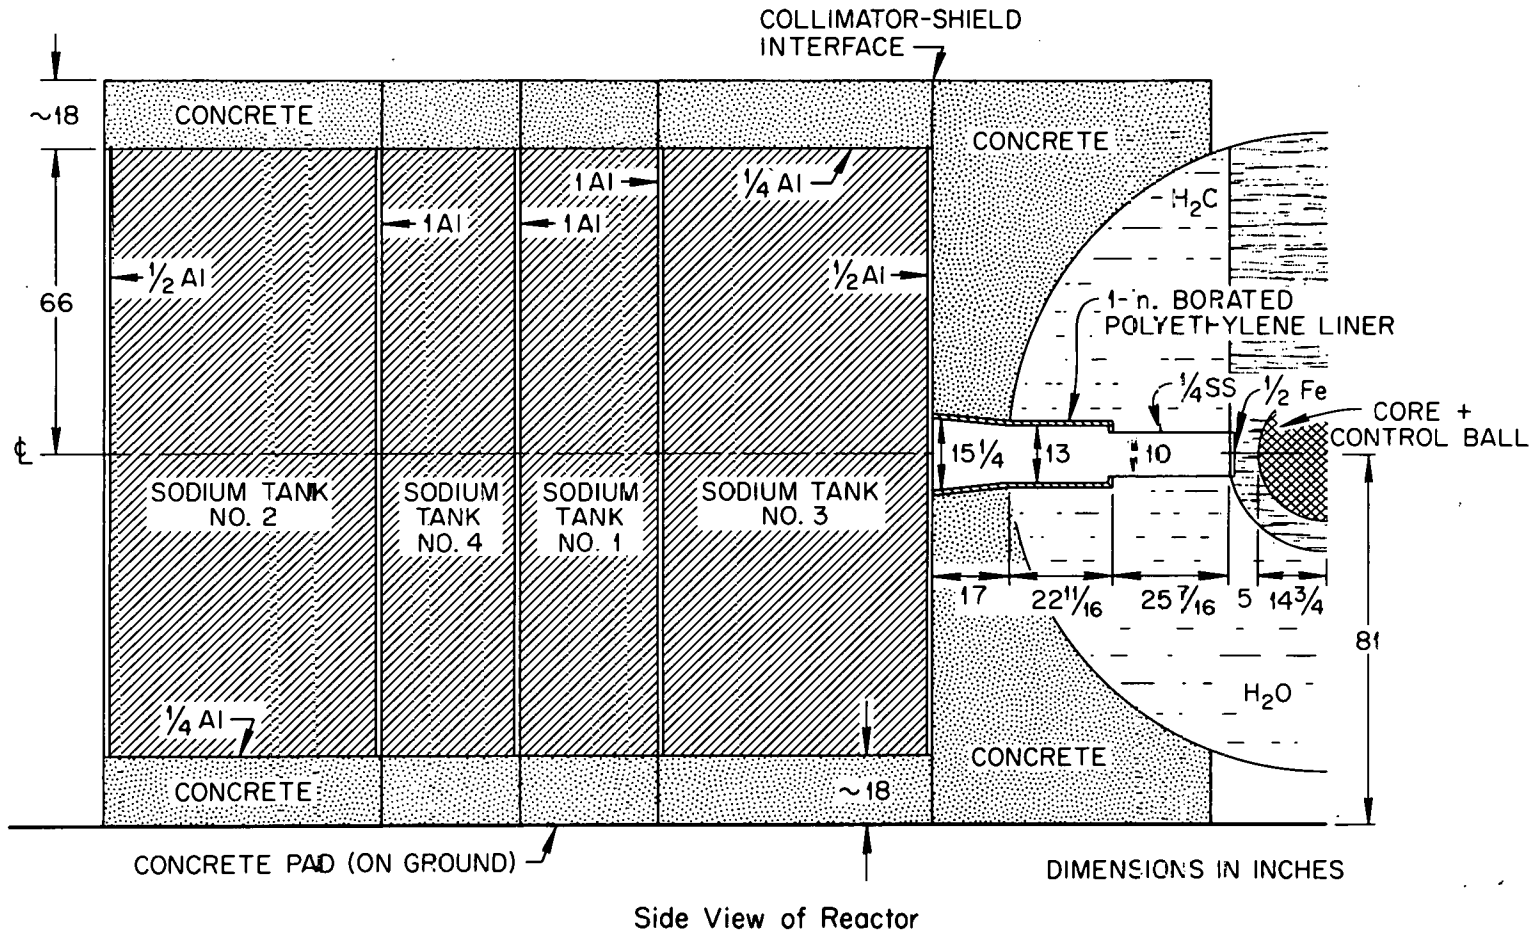 COLLIMATOR-SHIELD
INTERFACE
~18
CONCRETE
CONCRETE
1 Al
1/4 Al
H2C
1 Al
1 Al
1/2 Al
1/2 Al
66
1-'n. BORATED
POLYETHYLENE LINER
1/4 SS
1/2 Fe
CORE +
CONTROL BALL
℄
15 1/4
13
10
SODIUM TANK
NO. 2
SODIUM
TANK
NO. 4
SODIUM
TANK
NO. 1
SODIUM TANK
NO. 3
17
22 11/16
25 7/16
5
14 3/4
81
H2O
1/4 Al
CONCRETE
CONCRETE
~18
CONCRETE PAD (ON GROUND)
DIMENSIONS IN INCHES
Side View of Reactor